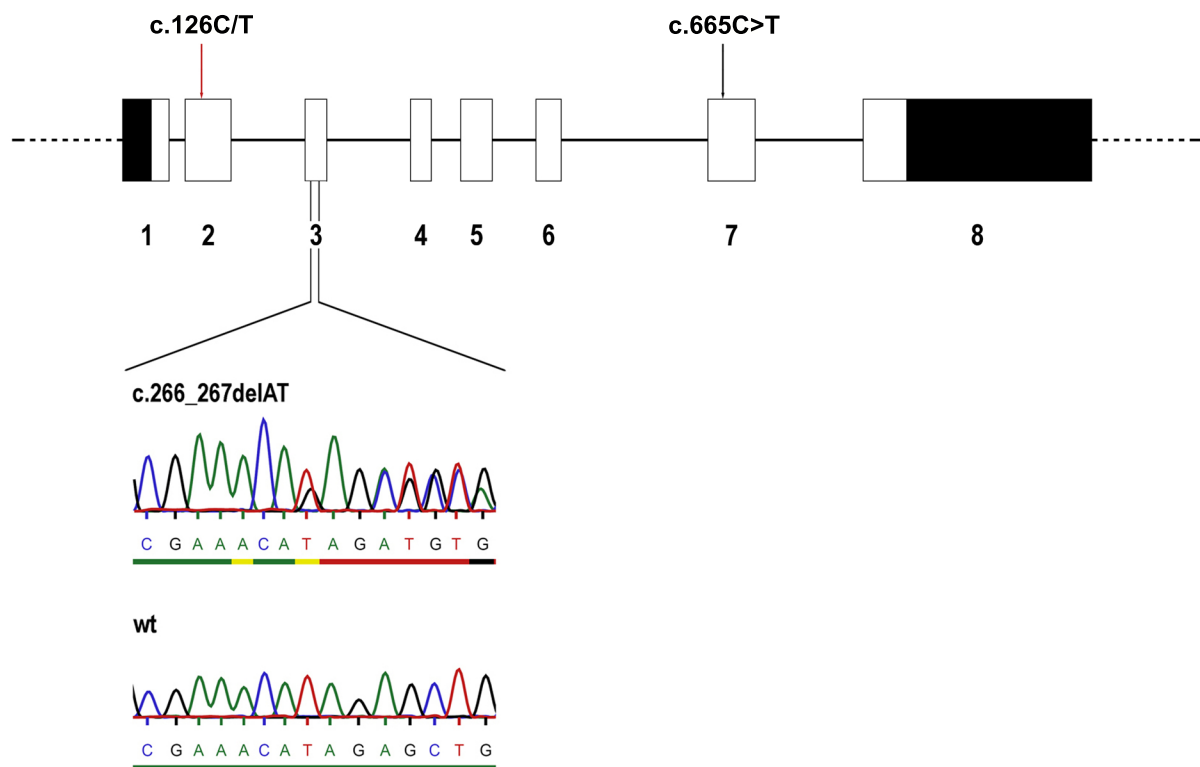 c.126C/T c.665C>T
1 2 3 4 5 6 7 8
c.266_267delAT
C G A A A C A T A G A T G T G
wt
C G A A A C A T A G A G C T G